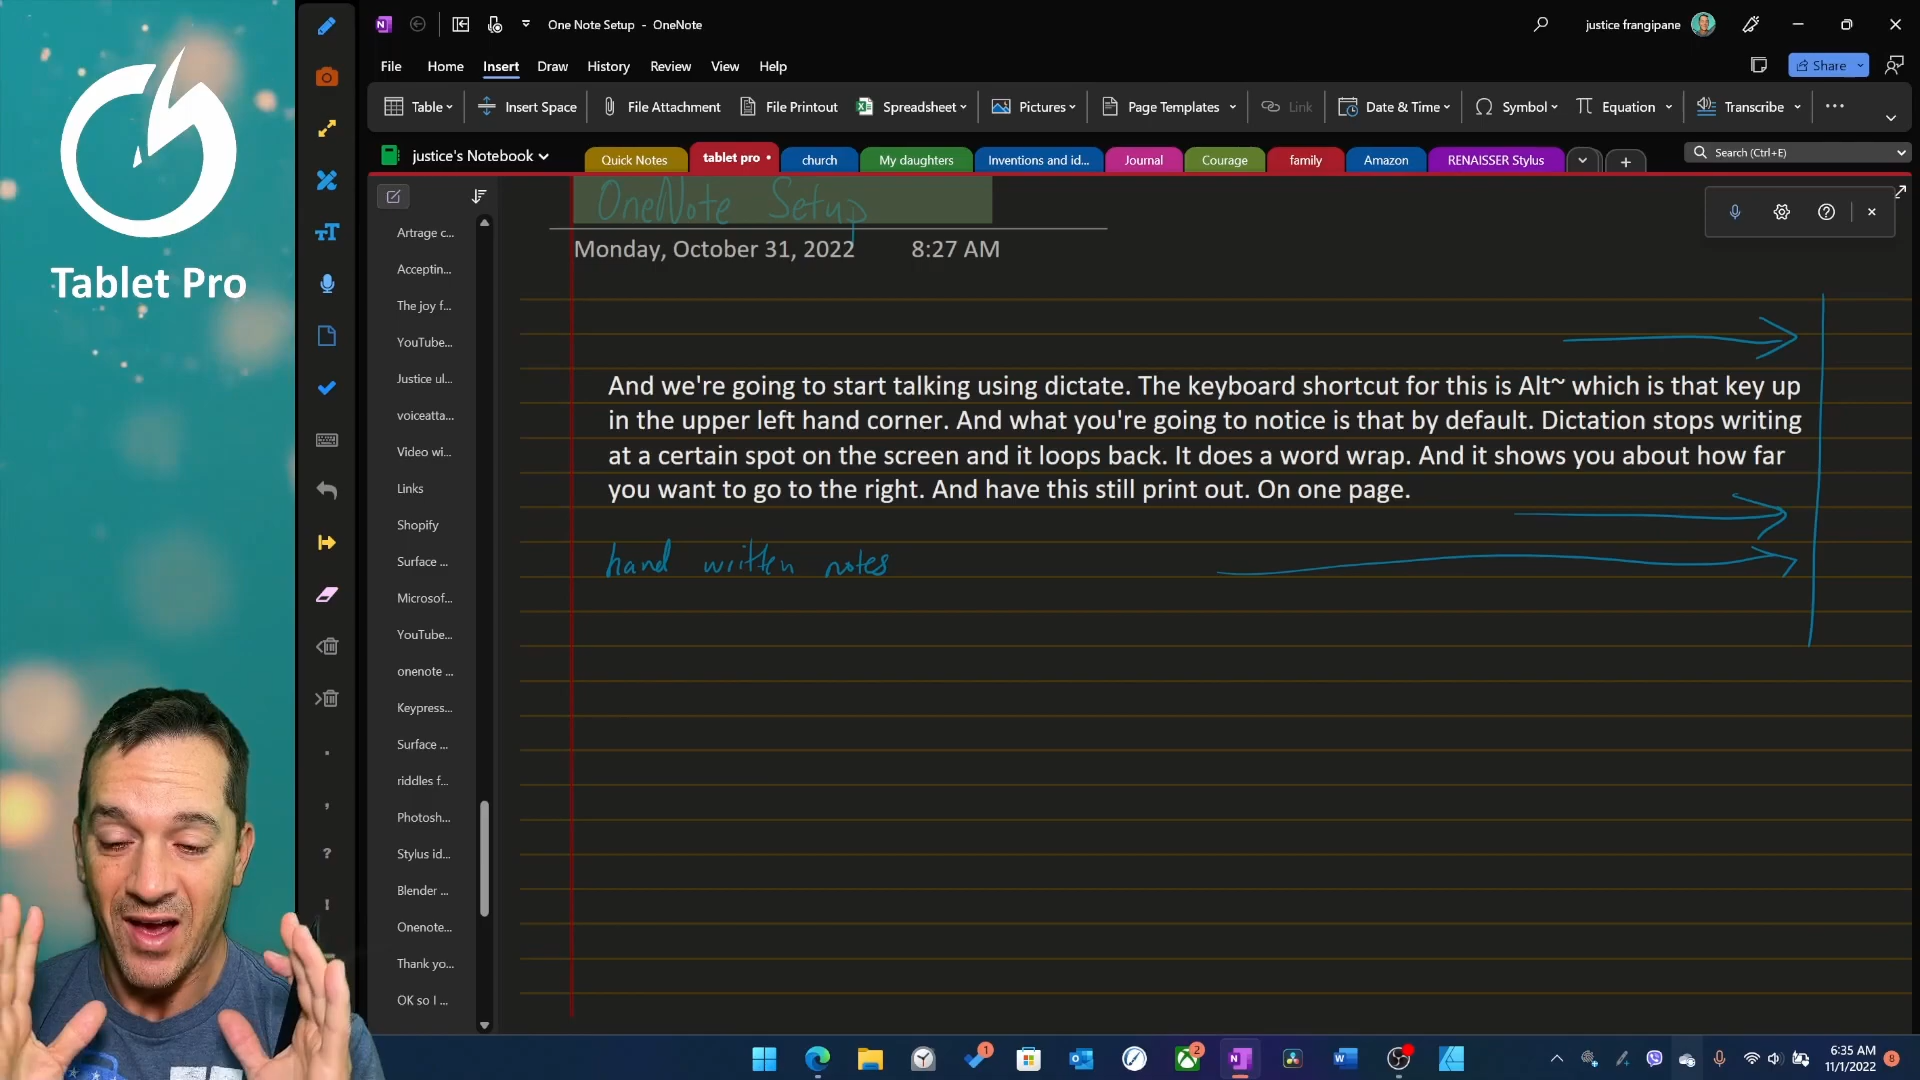 Tablet Pro
One Note Setup - OneNote
justice frangipane
File Home Insert Draw History Review View Help
Share
Table Insert Space File Attachment File Printout Spreadsheet Pictures Page Templates Link Date & Time Symbol Equation Transcribe
justice's Notebook
Quick Notes tablet pro church My daughters Inventions and id... Journal Courage family Amazon RENAISSER Stylus
Search (Ctrl+E)
OneNote Setup
Monday, October 31, 2022 8:27 AM
And we're going to start talking using dictate. The keyboard shortcut for this is Alt~ which is that key up
in the upper left hand corner. And what you're going to notice is that by default. Dictation stops writing
at a certain spot on the screen and it loops back. It does a word wrap. And it shows you about how far
you want to go to the right. And have this still print out. On one page.
hand written notes
Artrage c...
Acceptin...
The joy f...
YouTube...
Justice ul...
voiceatta...
Video wi...
Links
Shopify
Surface ...
Microsof...
YouTube...
onenote ...
Keypress...
Surface ...
riddles f...
Photosh...
Stylus id...
Blender ...
Onenote...
Thank yo...
OK so I ...
1
2
6:35 AM
11/1/2022
8